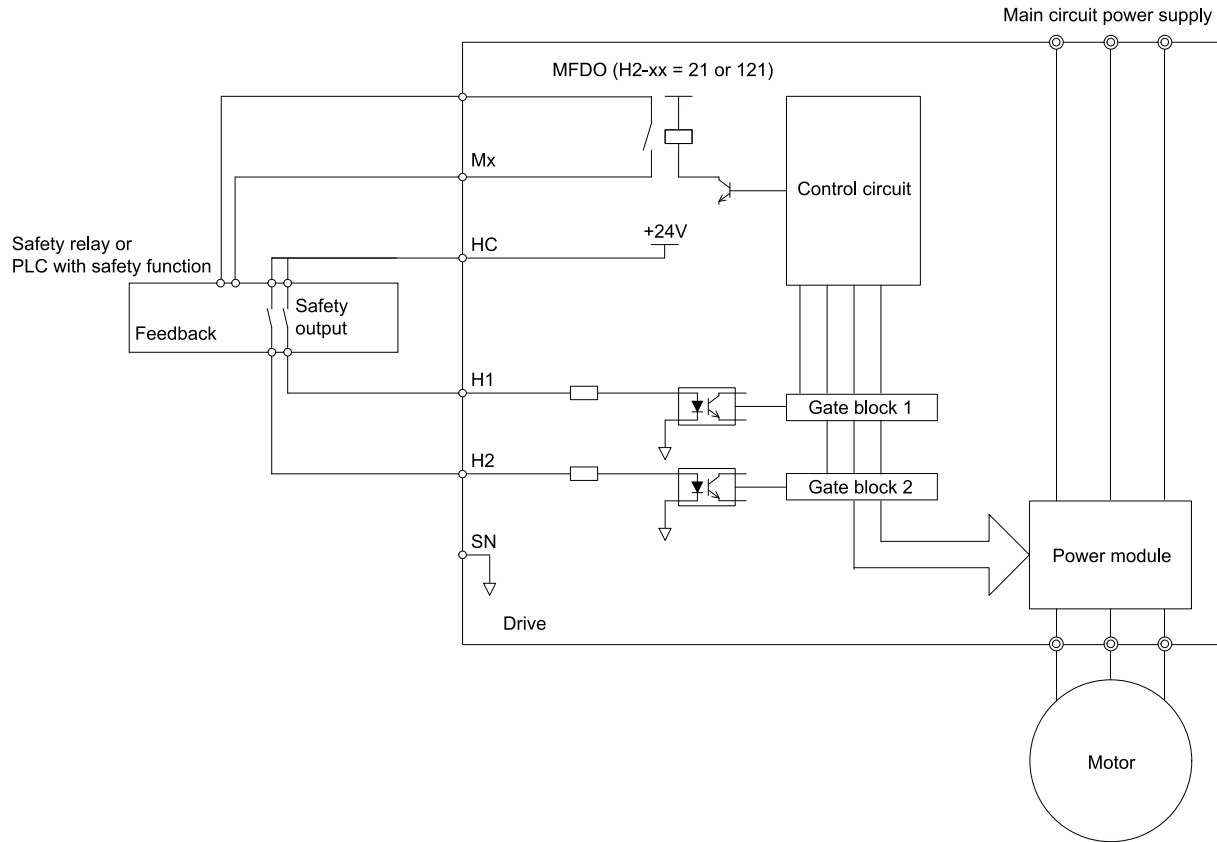 Main circuit power supply
MFDO (H2-xx = 21 or 121)
Mx
Control circuit
+24V
HC
Safety relay or
PLC with safety function
Safety
output
Feedback
H1
Gate block 1
H2
Gate block 2
SN
Power module
Drive
Motor